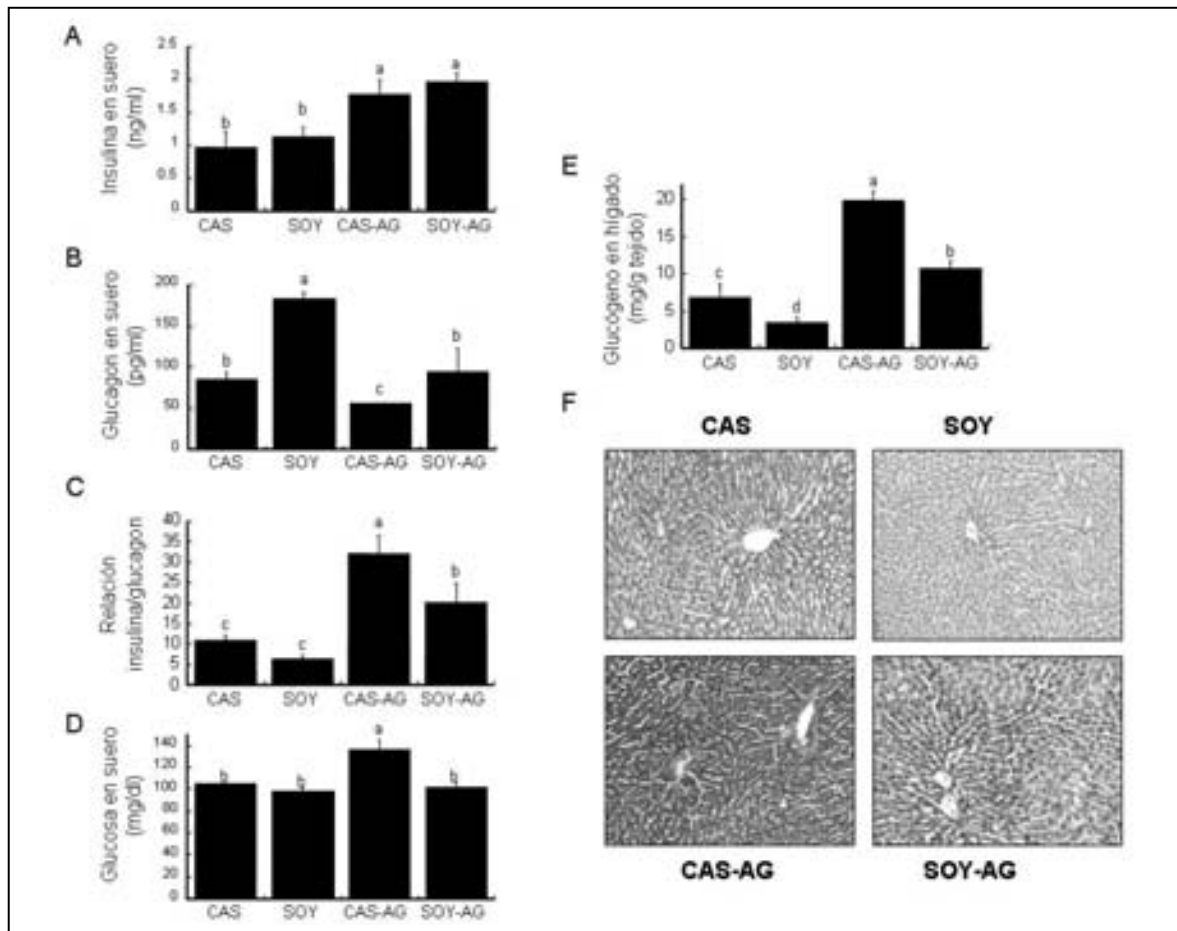 A
Insulina en suero
(ng/ml)
2.5
2
1.5
1
0.5
0
b
b
a
a
CAS
SOY
CAS-AG
SOY-AG
B
Glucagon en suero
(pg/ml)
200
150
100
50
0
b
a
c
b
CAS
SOY
CAS-AG
SOY-AG
C
Relación
insulina/glucagon
40
35
30
25
20
15
10
5
0
c
c
a
b
CAS
SOY
CAS-AG
SOY-AG
D
Glucosa en suero
(mg/dl)
140
120
100
80
60
40
20
0
b
b
a
b
CAS
SOY
CAS-AG
SOY-AG
E
Glucógeno en hígado
(mg/g tejido)
20
15
10
5
0
c
d
a
b
CAS
SOY
CAS-AG
SOY-AG
F
CAS
SOY
CAS-AG
SOY-AG